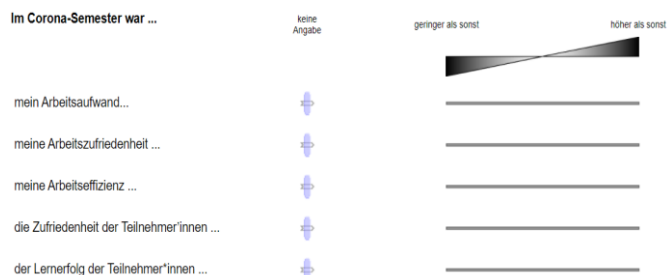 Im Corona-Semester war ...
keine
Angabe
geringer als sonst
höher als sonst
mein Arbeitsaufwand...
meine Arbeitszufriedenheit ...
meine Arbeitseffizienz ...
die Zufriedenheit der Teilnehmer*innen ...
der Lernerfolg der Teilnehmer*innen ...